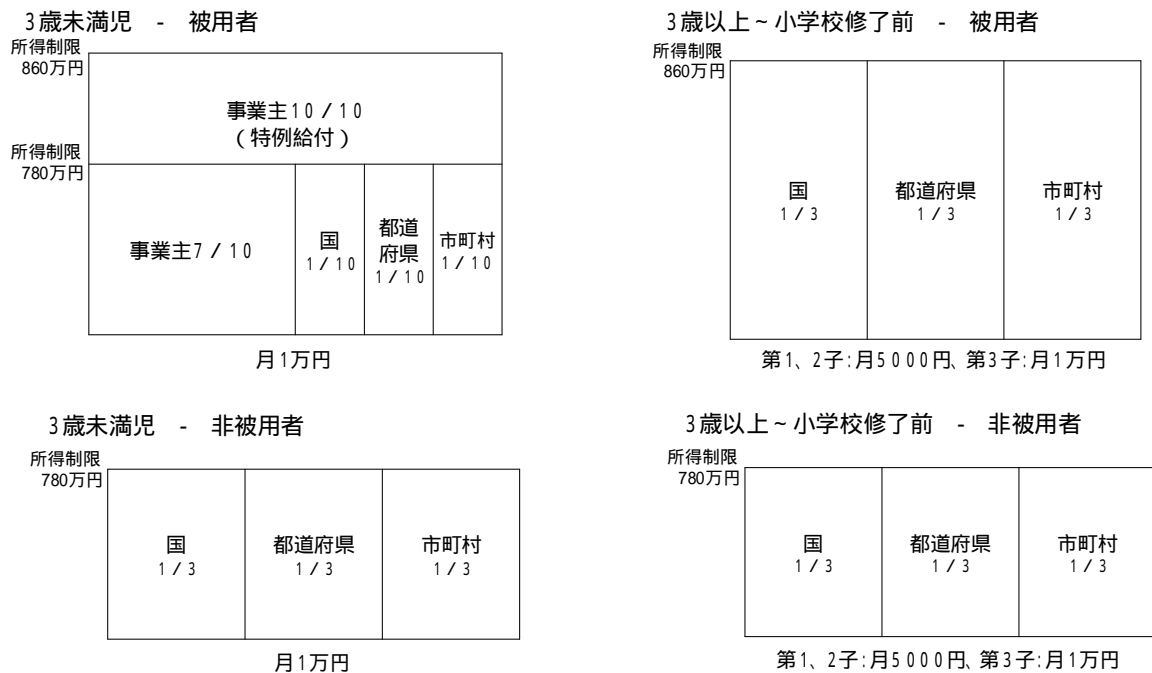 3歳未満児 - 被用者
所得制限
860万円
事業主10/10
(特例給付)
所得制限
780万円
事業主7/10
国
1/10
都道
府県
1/10
市町村
1/10
月1万円
3歳以上~小学校修了前 - 被用者
所得制限
860万円
国
1/3
都道府県
1/3
市町村
1/3
第1、2子:月5000円、第3子:月1万円
3歳未満児 - 非被用者
所得制限
780万円
国
1/3
都道府県
1/3
市町村
1/3
月1万円
3歳以上~小学校修了前 - 非被用者
所得制限
780万円
国
1/3
都道府県
1/3
市町村
1/3
第1、2子:月5000円、第3子:月1万円